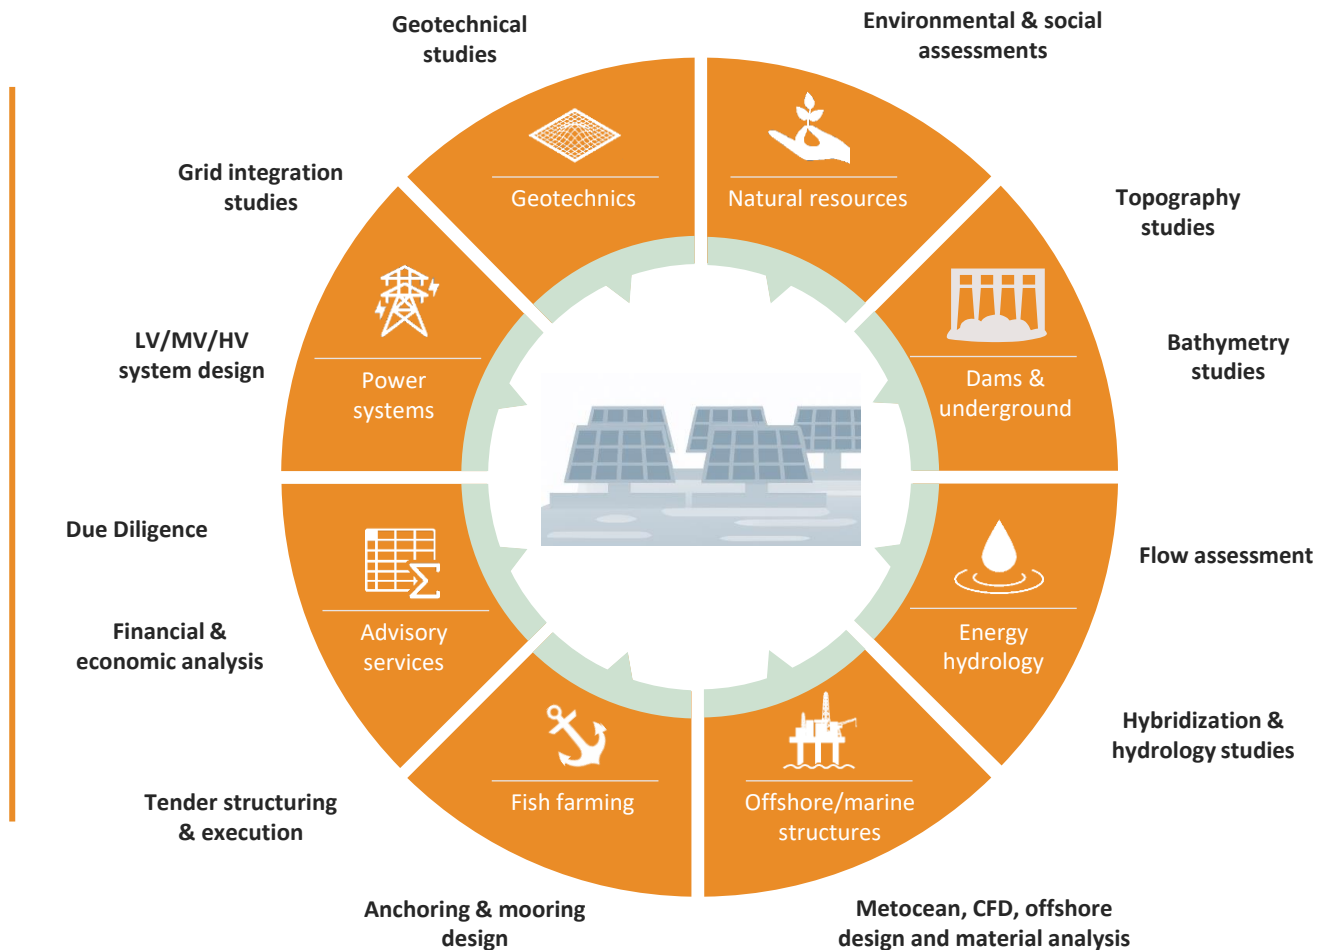 Geotechnical
studies
Environmental & social
assessments
Grid integration
studies
Geotechnics
Natural resources
Topography
studies
LV/MV/HV
system design
Power
systems
Dams &
underground
Bathymetry
studies
Due Diligence
Flow assessment
Financial &
economic analysis
Advisory
services
Energy
hydrology
Hybridization &
hydrology studies
Tender structuring
& execution
Fish farming
Offshore/marine
structures
Anchoring & mooring
design
Metocean, CFD, offshore
design and material analysis